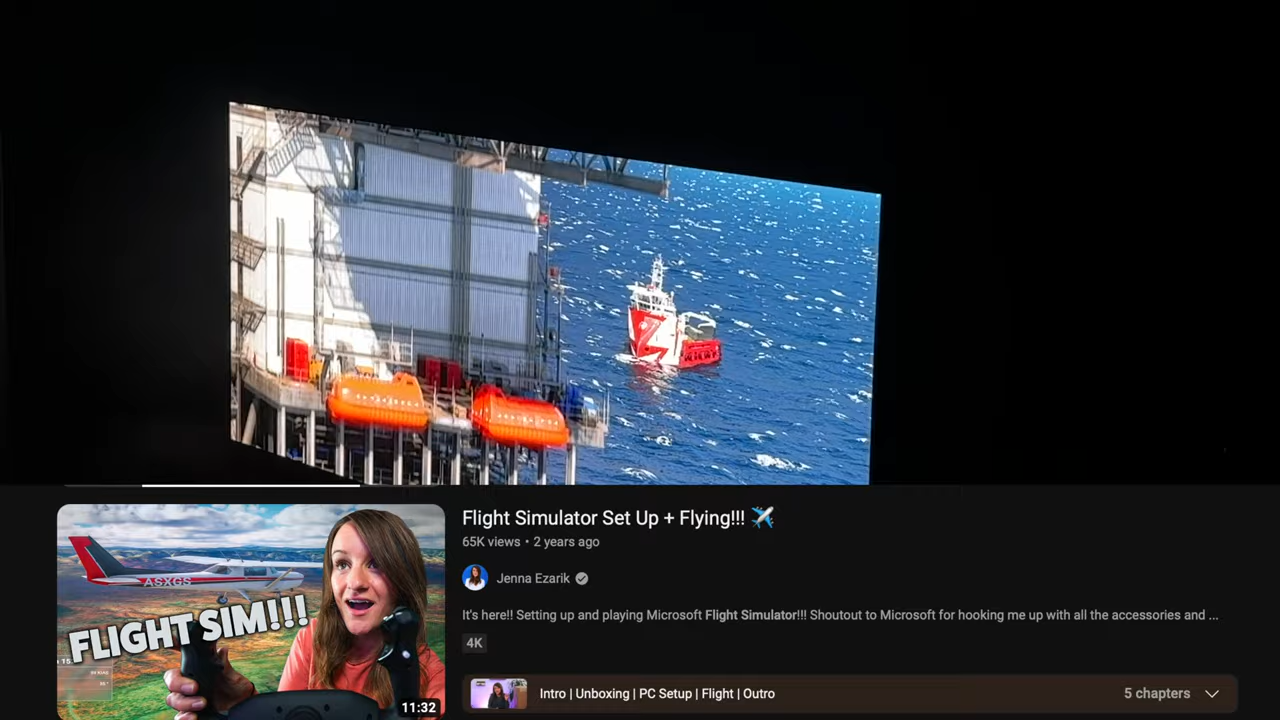 ASXGS
FLIGHT SIM!!!
11:32
Flight Simulator Set Up + Flying!!! ✈️
65K views • 2 years ago
Jenna Ezarik
It's here!! Setting up and playing Microsoft Flight Simulator!!! Shoutout to Microsoft for hooking me up with all the accessories and ...
4K
Intro | Unboxing | PC Setup | Flight | Outro
5 chapters